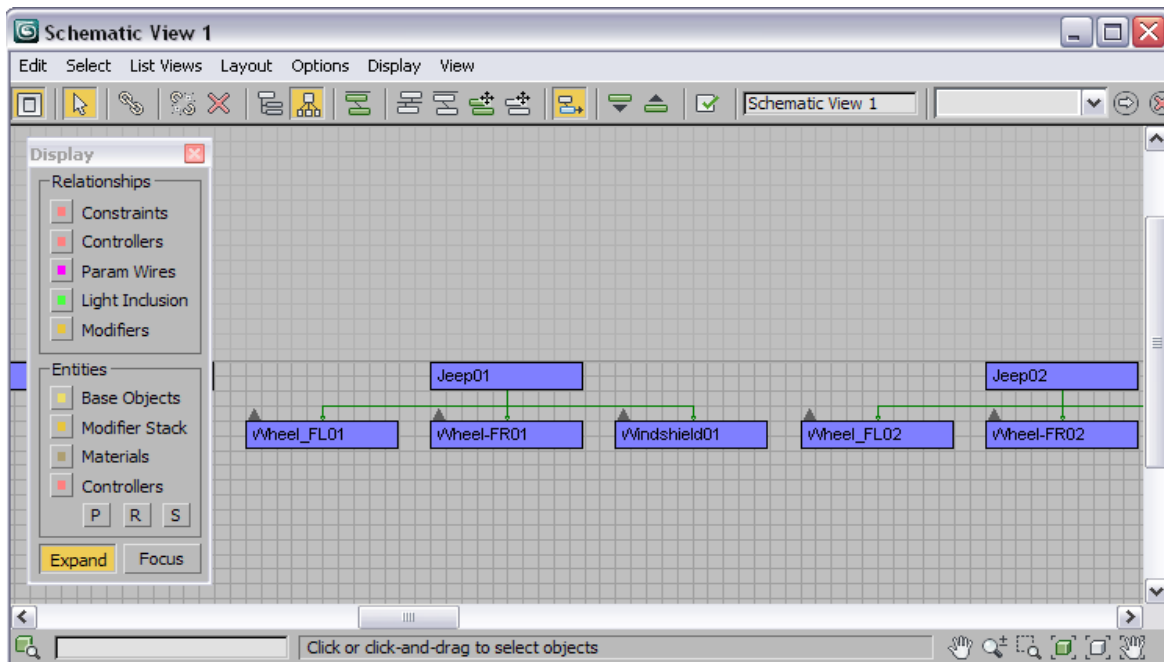 Schematic View 1
Edit Select List Views Layout Options Display View
Schematic View 1
Display
Relationships
Constraints
Controllers
Param Wires
Light Inclusion
Modifiers
Entities
Base Objects
Modifier Stack
Materials
Controllers
P R S
Expand Focus
Jeep01 Jeep02
Wheel_FL01 Wheel-FR01 Windshield01 Wheel_FL02 Wheel-FR02
Click or click-and-drag to select objects